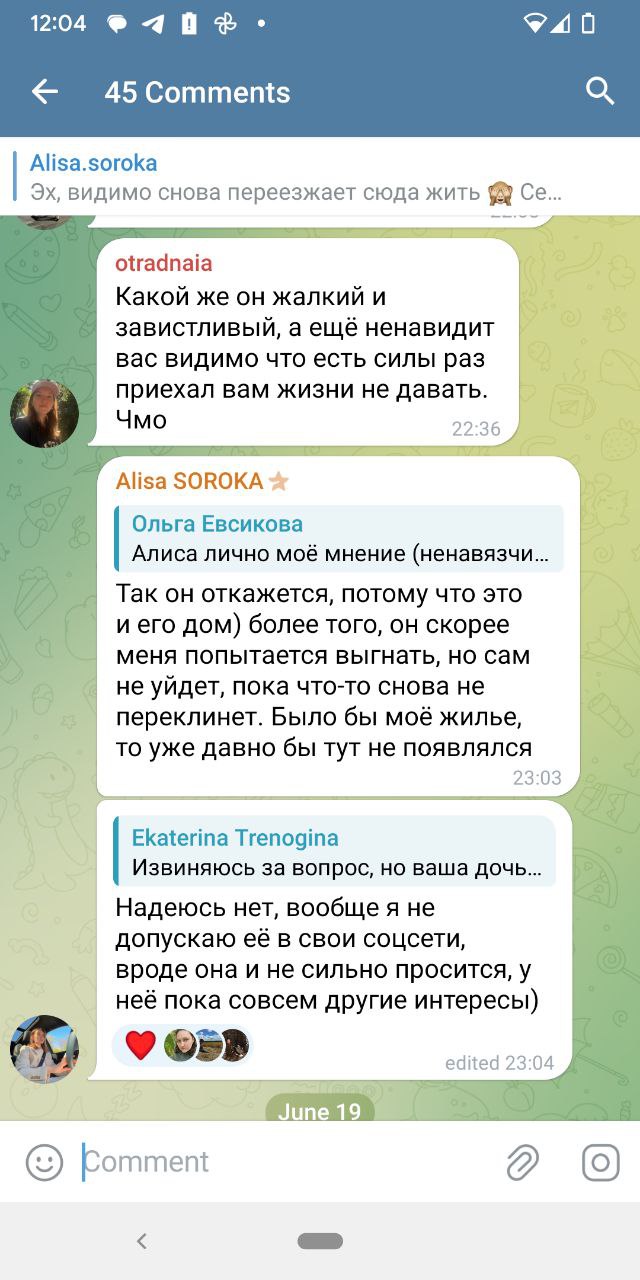 12:04
45 Comments
Alisa.soroka
Эх, видимо снова переезжает сюда жить 🙈 Се...
otradnaia
Какой же он жалкий и
завистливый, а ещё ненавидит
вас видимо что есть силы раз
приехал вам жизни не давать.
Чмо
22:36
Alisa SOROKA
Ольга Евсикова
Алиса лично моё мнение (ненавязчи...
Так он откажется, потому что это
и его дом) более того, он скорее
меня попытается выгнать, но сам
не уйдет, пока что-то снова не
переклинет. Было бы моё жилье,
то уже давно бы тут не появлялся
23:03
Ekaterina Trenogina
Извиняюсь за вопрос, но ваша дочь...
Надеюсь нет, вообще я не
допускаю её в свои соцсети,
вроде она и не сильно просится, у
неё пока совсем другие интересы)
edited 23:04
June 19
Comment